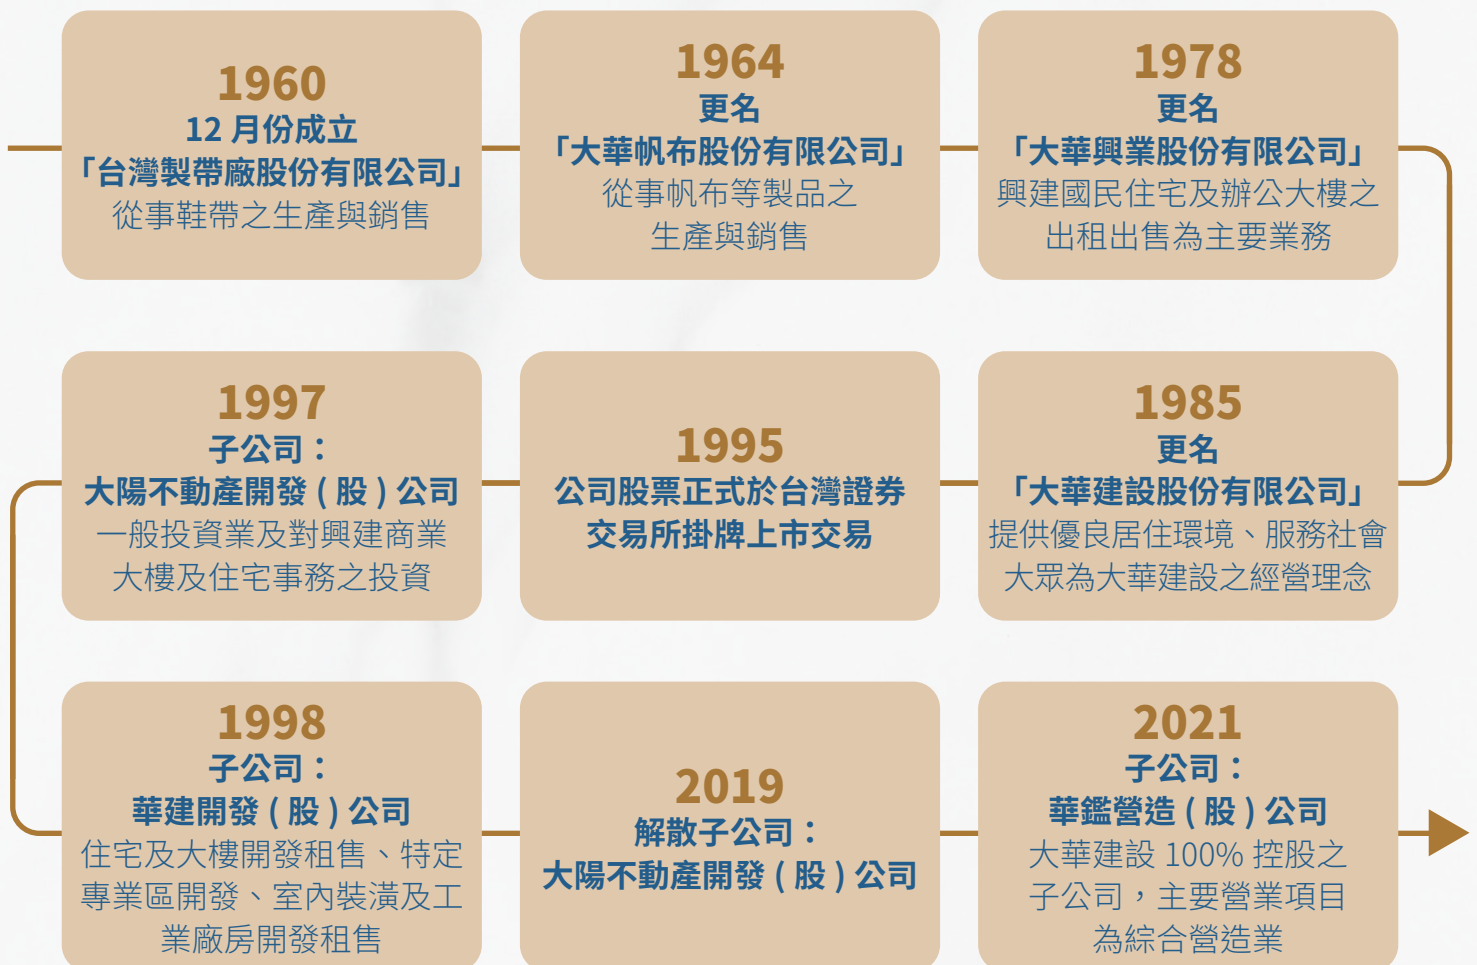 1960
12 月份成立
「台灣製帶廠股份有限公司」
從事鞋帶之生產與銷售
1964
更名
「大華帆布股份有限公司」
從事帆布等製品之
生產與銷售
1978
更名
「大華興業股份有限公司」
興建國民住宅及辦公大樓之
出租出售為主要業務
1985
更名
「大華建設股份有限公司」
提供優良居住環境、服務社會
大眾為大華建設之經營理念
1995
公司股票正式於台灣證券
交易所掛牌上市交易
1997
子公司：
大陽不動產開發 ( 股 ) 公司
一般投資業及對興建商業
大樓及住宅事務之投資
1998
子公司：
華建開發 ( 股 ) 公司
住宅及大樓開發租售、特定
專業區開發、室內裝潢及工
業廠房開發租售
2019
解散子公司：
大陽不動產開發 ( 股 ) 公司
2021
子公司：
華鑑營造 ( 股 ) 公司
大華建設 100% 控股之
子公司，主要營業項目
為綜合營造業